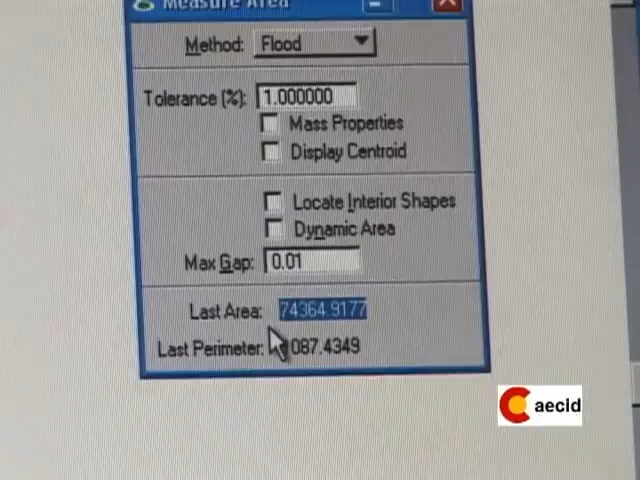 Measure Area
Method: Flood
Tolerance (%): 1.000000
Mass Properties
Display Centroid
Locate Interior Shapes
Dynamic Area
Max Gap: 0.01
Last Area: 74364.9177
Last Perimeter: 087.4349
aecid